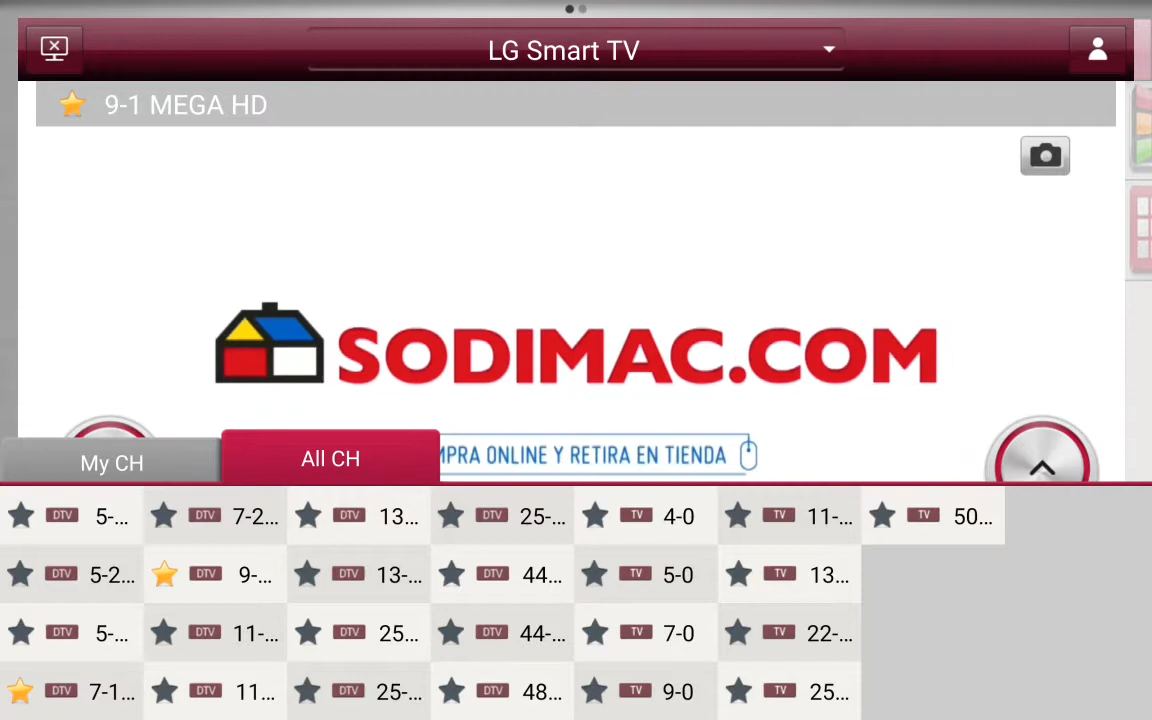 LG Smart TV
9-1 MEGA HD
SODIMAC.COM
MPRA ONLINE Y RETIRA EN TIENDA
My CH
All CH
DTV 5-... DTV 7-2... DTV 13... DTV 25-... TV 4-0 TV 11-... TV 50...
DTV 5-2... DTV 9-... DTV 13-... DTV 44... TV 5-0 TV 13...
DTV 5-... DTV 11-... DTV 25... DTV 44-... TV 7-0 TV 22-...
DTV 7-1... DTV 11... DTV 25-... DTV 48... TV 9-0 TV 25...